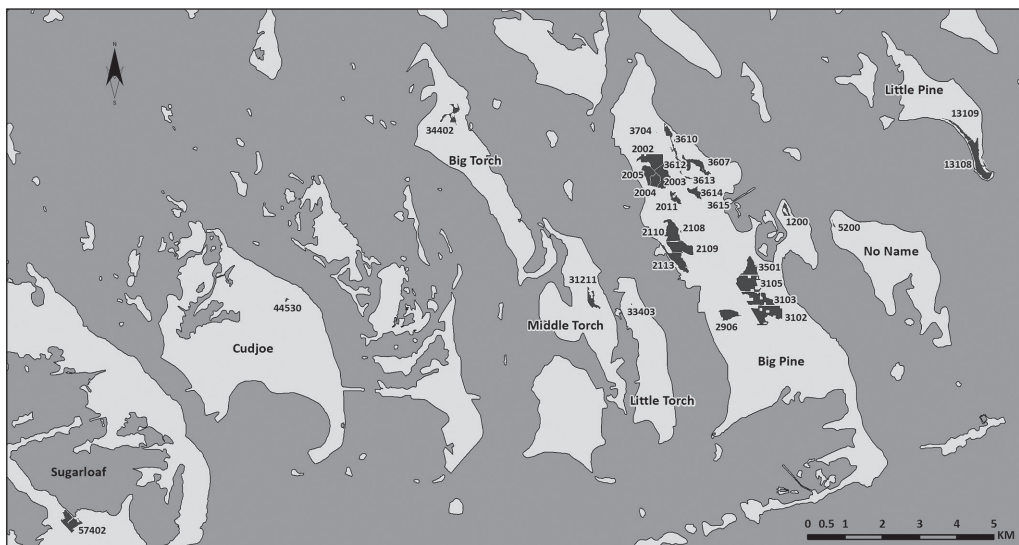 N
S
Little Pine
13109
13108
34402
Big Torch
3704
3610
2002
3612
3607
2005
2003
3613
2004
3614
2011
3615
1200
5200
2110
2108
No Name
2109
2113
3501
31211
3105
44530
3103
33403
Middle Torch
2906
3102
Cudjoe
Big Pine
Little Torch
Sugarloaf
57402
0 0.5 1 2 3 4 5
KM